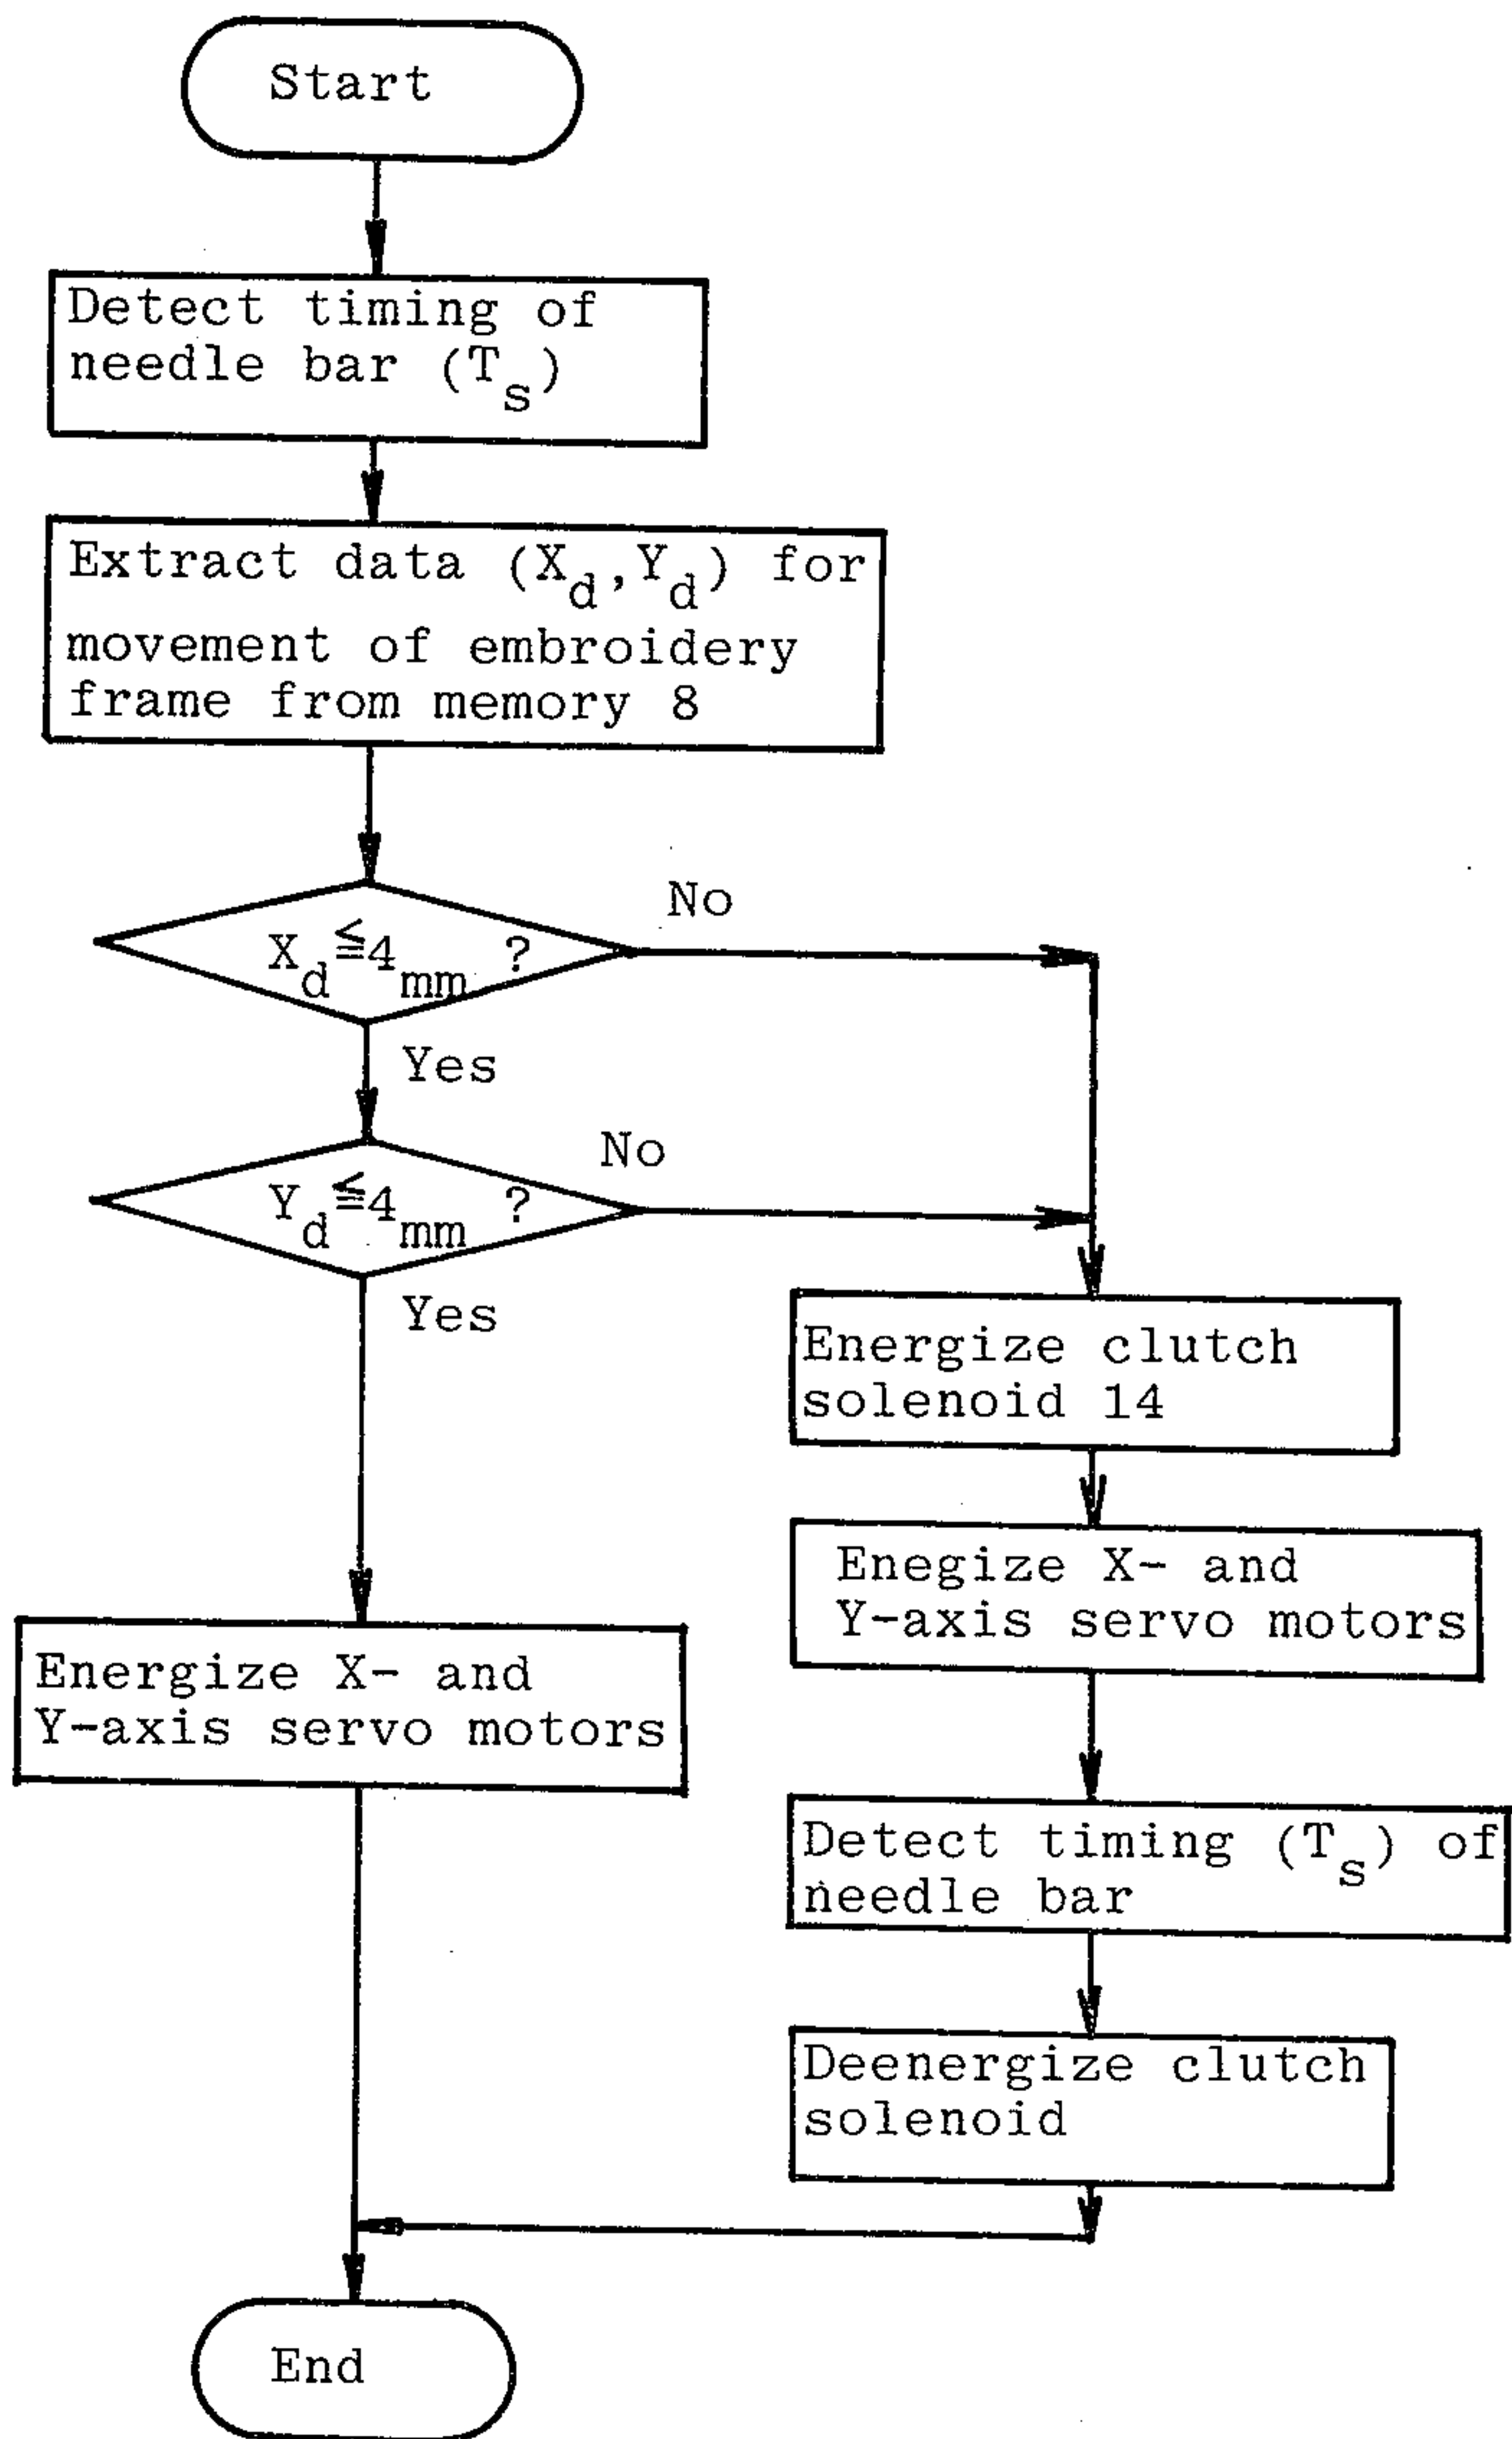 Start
Detect timing of
needle bar (Ts)
Extract data (Xd,Yd) for
movement of embroidery
frame from memory 8
Xd≦4mm ?
No
Yes
Yd≦4mm ?
No
Yes
Energize clutch
solenoid 14
Enegize X- and
Y-axis servo motors
Energize X- and
Y-axis servo motors
Detect timing (Ts) of
needle bar
Deenergize clutch
solenoid
End